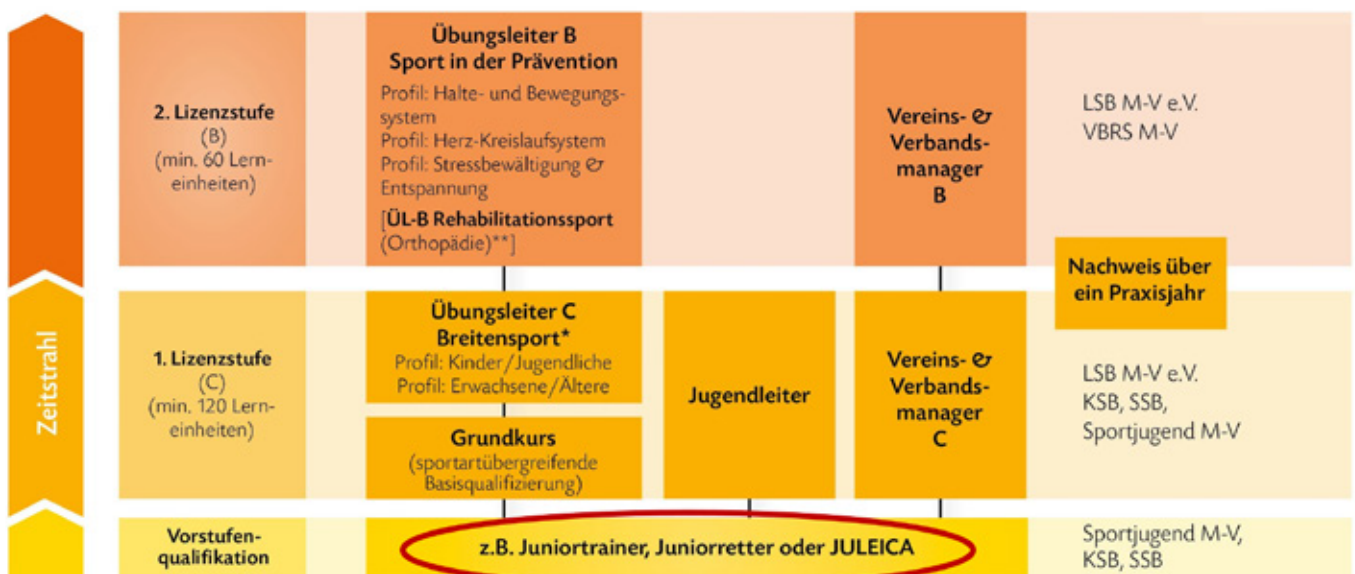 Zeitstrahl
2. Lizenzstufe
(B)
(min. 60 Lern-
einheiten)
Übungsleiter B
Sport in der Prävention
Profil: Halte- und Bewegungs-
system
Profil: Herz-Kreislaufsystem
Profil: Stressbewältigung &
Entspannung
[ÜL-B Rehabilitationssport
(Orthopädie)**]
Vereins- &
Verbands-
manager
B
LSB M-V e.V.
VBRS M-V
Nachweis über
ein Praxisjahr
1. Lizenzstufe
(C)
(min. 120 Lern-
einheiten)
Übungsleiter C
Breitensport*
Profil: Kinder/Jugendliche
Profil: Erwachsene/Ältere
Grundkurs
(sportartübergreifende
Basisqualifizierung)
Jugendleiter
Vereins- &
Verbands-
manager
C
LSB M-V e.V.
KSB, SSB,
Sportjugend M-V
Vorstufen-
qualifikation
z.B. Juniortrainer, Juniorretter oder JULEICA
Sportjugend M-V,
KSB, SSB